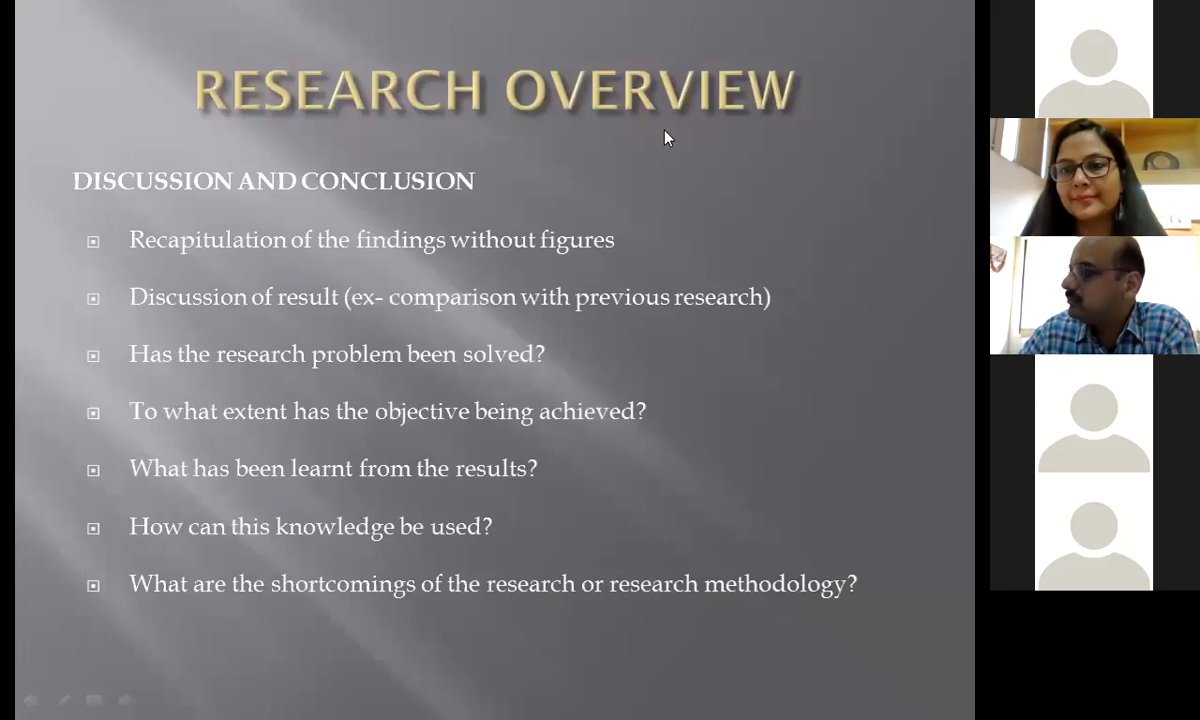 RESEARCH OVERVIEW
DISCUSSION AND CONCLUSION
Recapitulation of the findings without figures
Discussion of result (ex- comparison with previous research)
Has the research problem been solved?
To what extent has the objective being achieved?
What has been learnt from the results?
How can this knowledge be used?
What are the shortcomings of the research or research methodology?